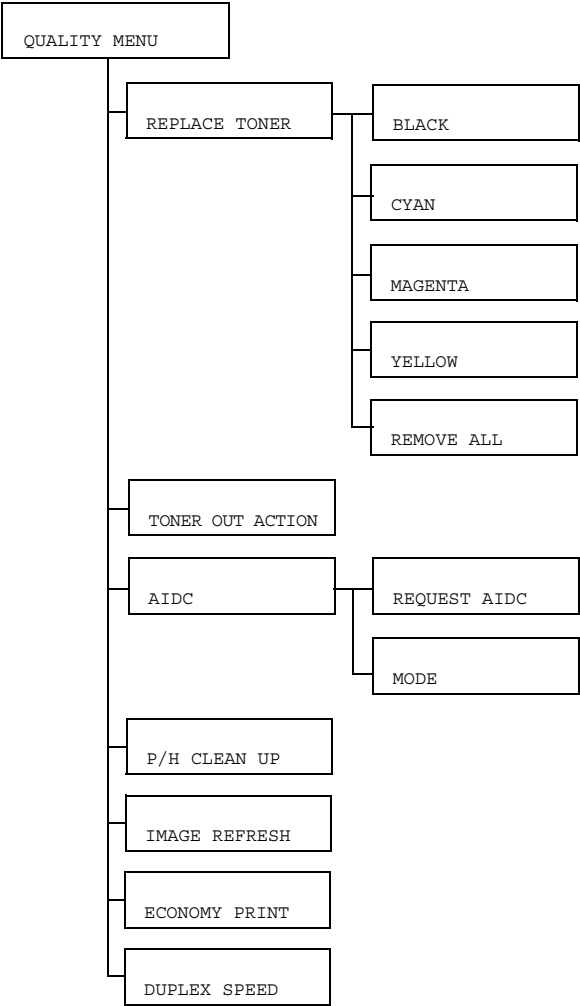 QUALITY MENU
REPLACE TONER
BLACK
CYAN
MAGENTA
YELLOW
REMOVE ALL
TONER OUT ACTION
AIDC
REQUEST AIDC
MODE
P/H CLEAN UP
IMAGE REFRESH
ECONOMY PRINT
DUPLEX SPEED